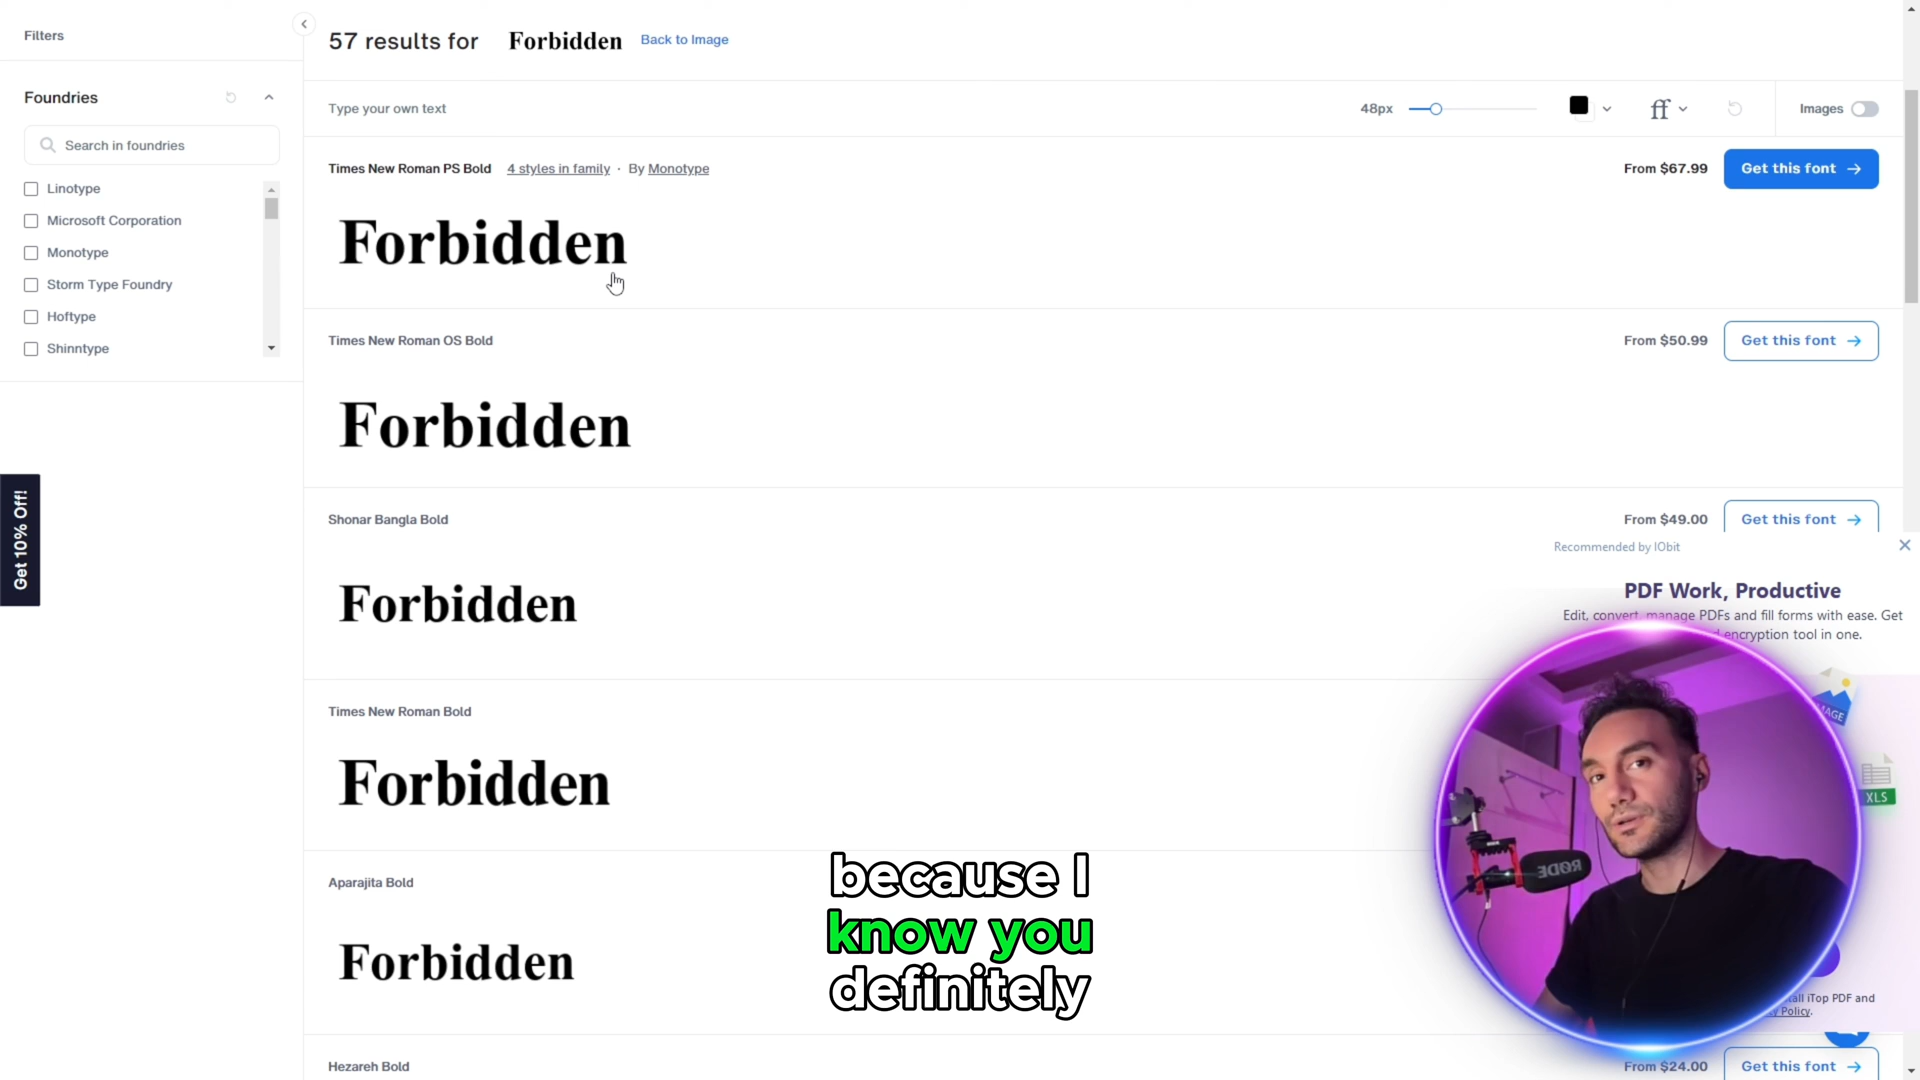 Filters
57 results for Forbidden Back to Image
Foundries
Type your own text
48px
ff
Images
Search in foundries
Linotype
Microsoft Corporation
Monotype
Storm Type Foundry
Hoftype
Shinntype
Times New Roman PS Bold 4 styles in family · By Monotype
From $67.99 Get this font →
Forbidden
Times New Roman OS Bold
From $50.99 Get this font →
Forbidden
Get 10% Off!
Shonar Bangla Bold
From $49.00 Get this font →
Forbidden
Recommended by IObit
PDF Work, Productive
Edit, convert, manage PDFs and fill forms with ease. Get
encryption tool in one.
IMAGE
XLS
Times New Roman Bold
Forbidden
Aparajita Bold
Forbidden
because I
know you
definitely
RØDE
iTop PDF and
Policy.
Hezareh Bold
From $24.00 Get this font →